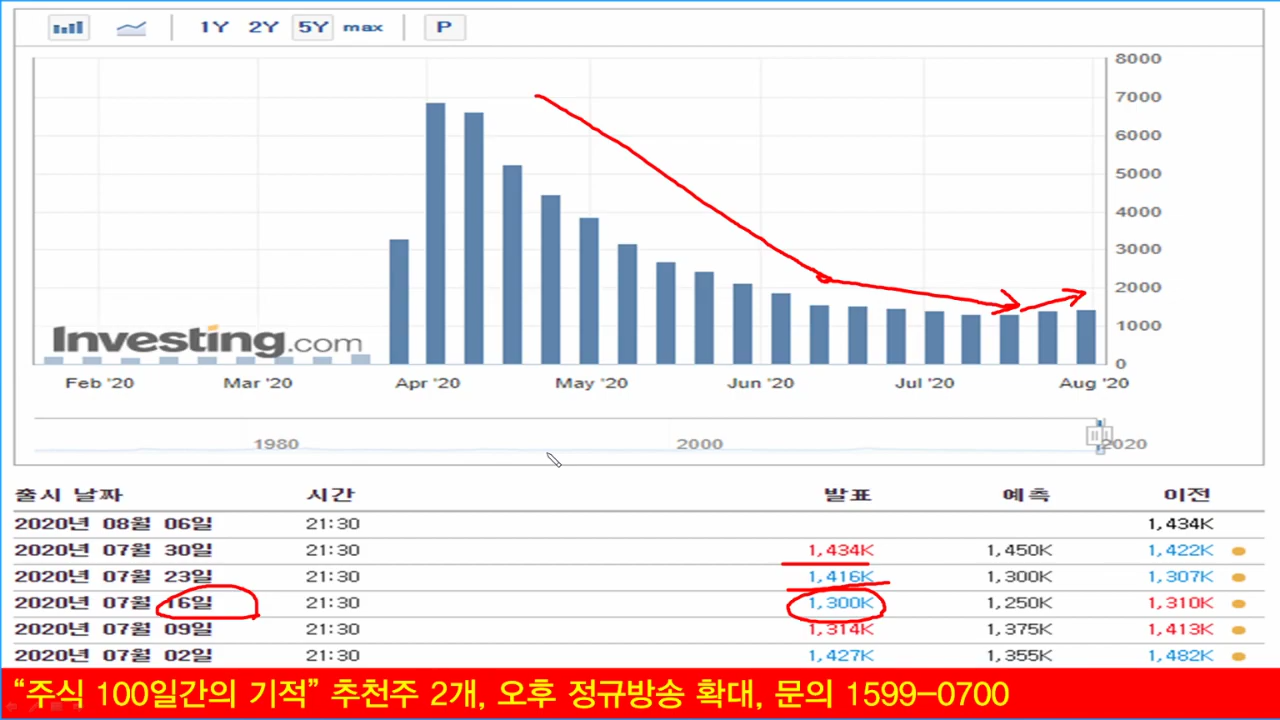 1Y 2Y 5Y max P
8000
7000
6000
5000
4000
3000
2000
1000
0
Investing.com
Feb '20 Mar '20 Apr '20 May '20 Jun '20 Jul '20 Aug '20
1980 2000 2020
출시 날짜 시간 발표 예측 이전
2020년 08월 06일 21:30 1,434K
2020년 07월 30일 21:30 1,434K 1,450K 1,422K
2020년 07월 23일 21:30 1,416K 1,300K 1,307K
2020년 07월 16일 21:30 1,300K 1,250K 1,310K
2020년 07월 09일 21:30 1,314K 1,375K 1,413K
2020년 07월 02일 21:30 1,427K 1,355K 1,482K
“주식 100일간의 기적” 추천주 2개, 오후 정규방송 확대, 문의 1599-0700